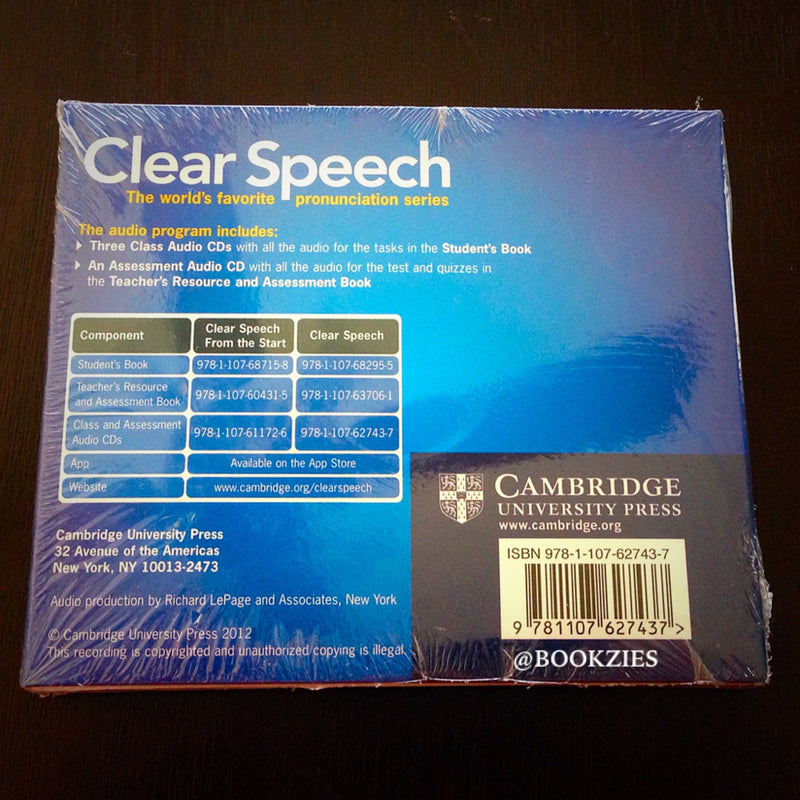 Clear Speech
The world's favorite pronunciation series
The audio program includes:
Three Class Audio CDs with all the audio for the tasks in the Student's Book
An Assessment Audio CD with all the audio for the test and quizzes in
the Teacher's Resource and Assessment Book
Component
Clear Speech
From the Start
Clear Speech
Student's Book 978-1-107-68715-8 978-1-107-68295-5
Teacher's Resource
and Assessment Book 978-1-107-60431-5 978-1-107-63706-1
Class and Assessment
Audio CDs 978-1-107-61172-6 978-1-107-62743-7
App Available on the App Store
Website www.cambridge.org/clearspeech
CAMBRIDGE
UNIVERSITY PRESS
www.cambridge.org
Cambridge University Press
32 Avenue of the Americas
New York, NY 10013-2473
Audio production by Richard LePage and Associates, New York
© Cambridge University Press 2012
This recording is copyrighted and unauthorized copying is illegal.
ISBN 978-1-107-62743-7
9 781107 627437 >
@BOOKZIES